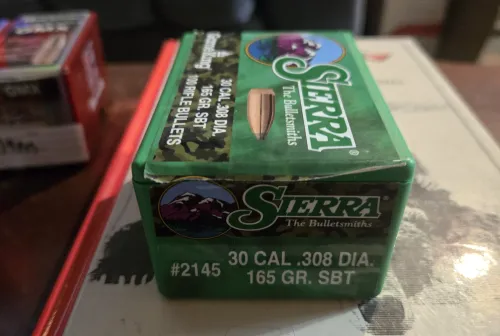 GameKing
30 CAL. .308 DIA.
165 GR. SBT
100 RIFLE BULLETS
SIERRA®
The Bulletsmiths
SIERRA
The Bulletsmiths
#2145
30 CAL .308 DIA.
165 GR. SBT
GMX